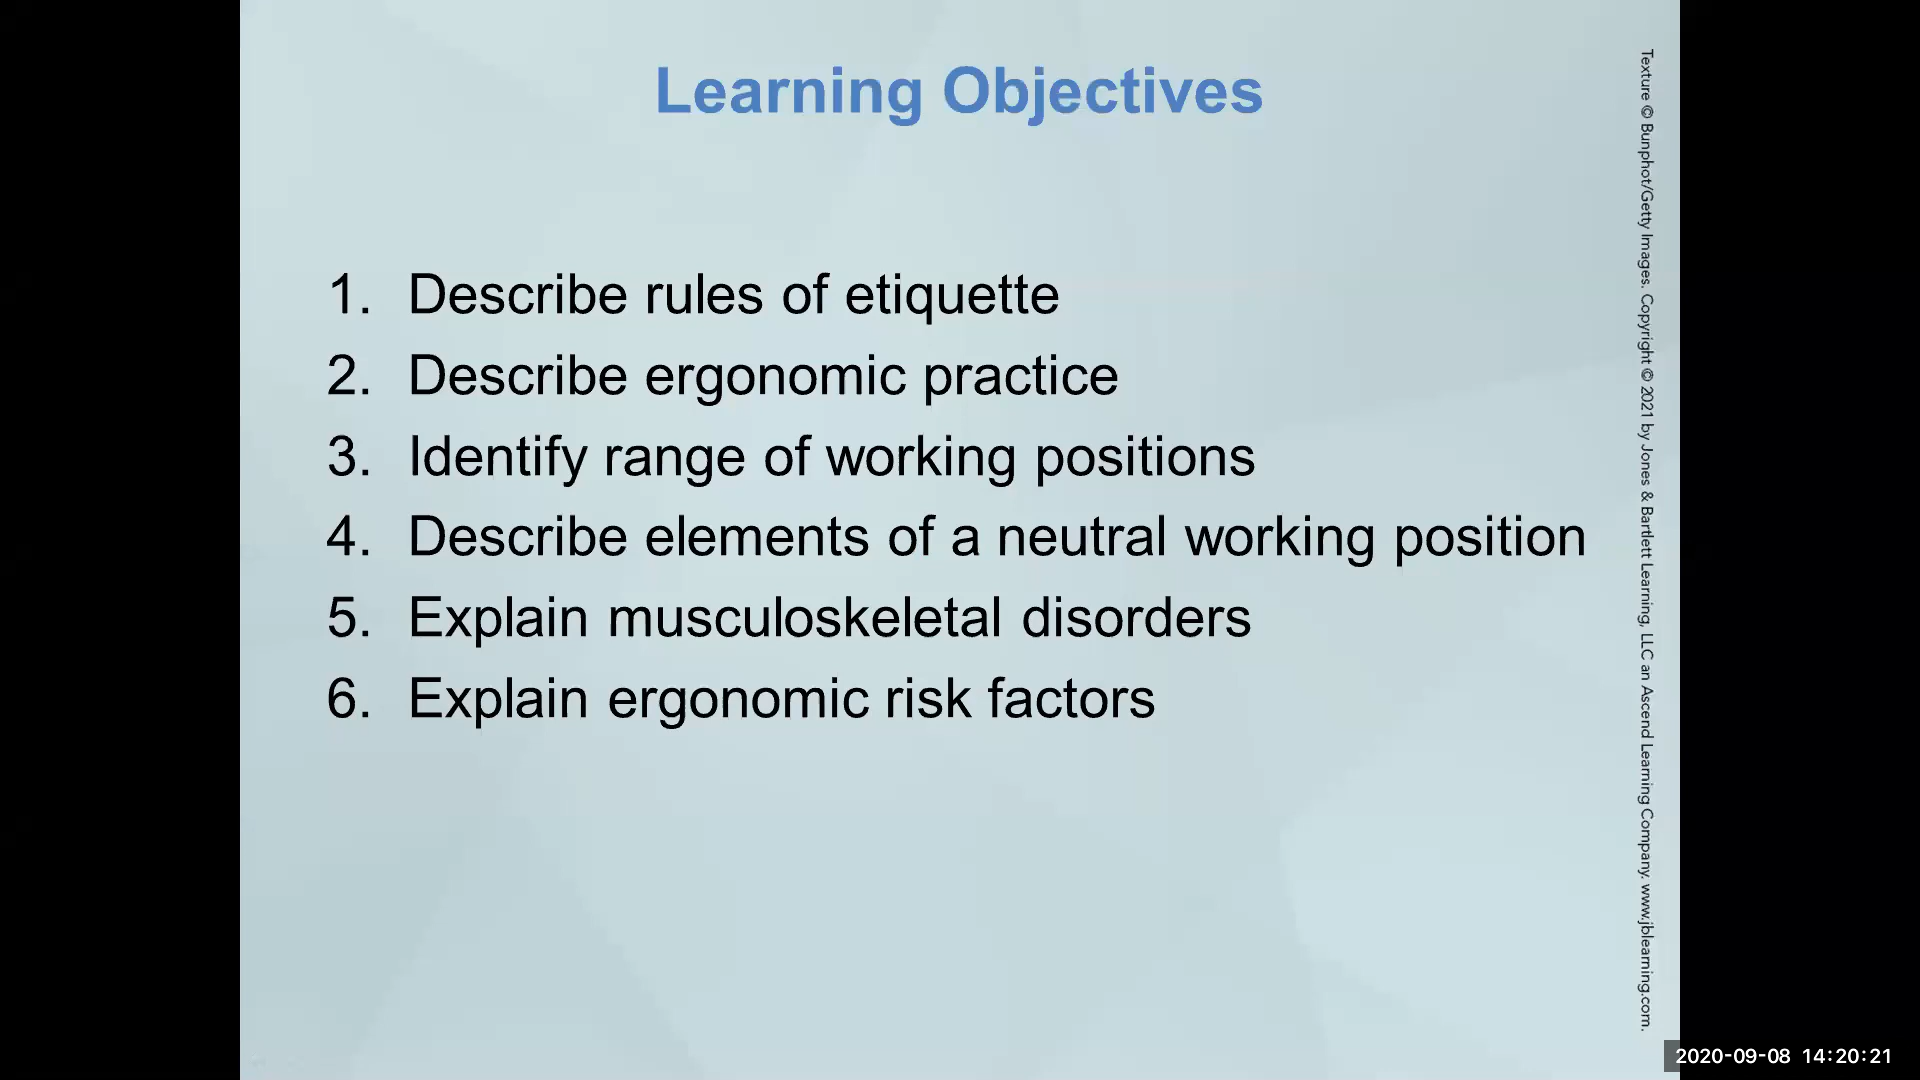 Learning Objectives
1. Describe rules of etiquette
2. Describe ergonomic practice
3. Identify range of working positions
4. Describe elements of a neutral working position
5. Explain musculoskeletal disorders
6. Explain ergonomic risk factors
Texture © Bunphot/Getty Images. Copyright © 2021 by Jones & Bartlett Learning, LLC an Ascend Learning Company. www.jblearning.com.
2020-09-08 14:20:21